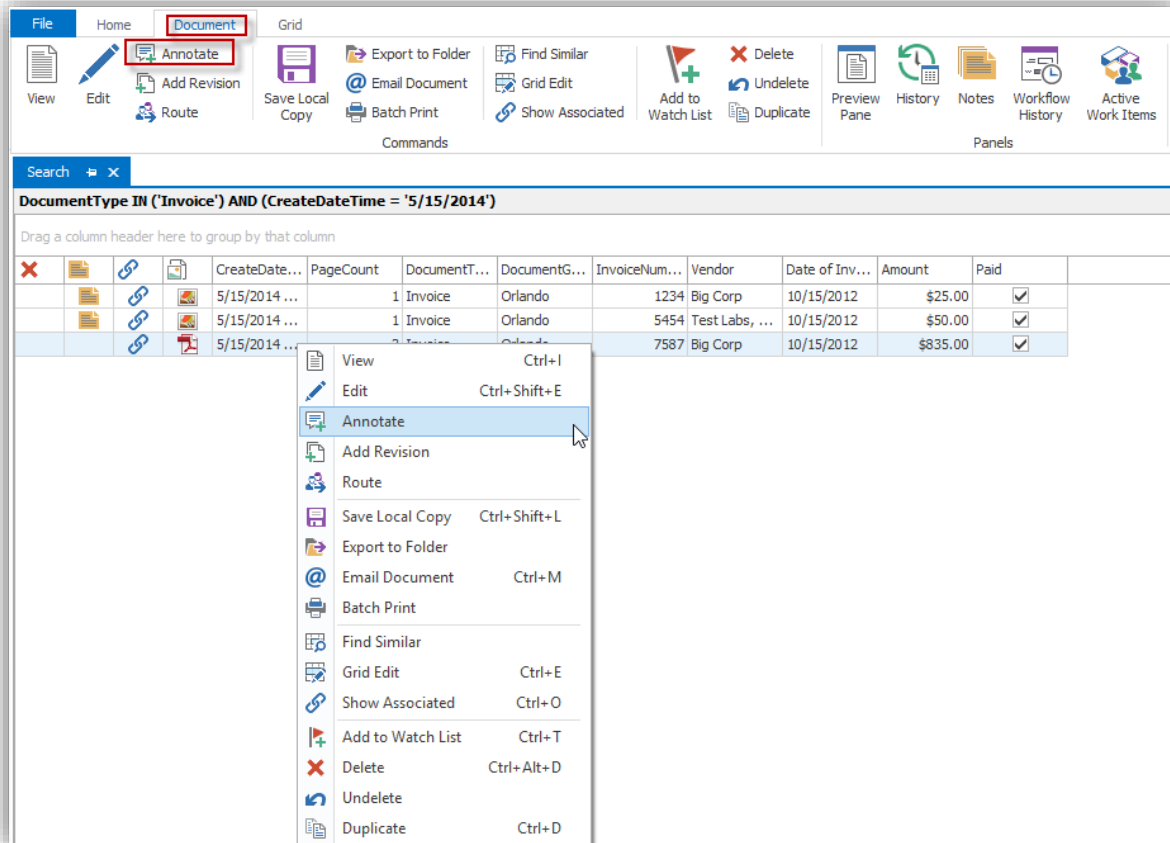 File Home Document Grid
View
Edit
Annotate
Add Revision
Route
Save Local
Copy
Export to Folder
Email Document
Batch Print
Find Similar
Grid Edit
Show Associated
Add to
Watch List
Delete
Undelete
Duplicate
Commands
Preview
Pane
History
Notes
Workflow
History
Active
Work Items
Panels
Search
DocumentType IN ('Invoice') AND (CreateDateTime = '5/15/2014')
Drag a column header here to group by that column
CreateDate... PageCount DocumentT... DocumentG... InvoiceNum... Vendor Date of Inv... Amount Paid
5/15/2014 ... 1 Invoice Orlando 1234 Big Corp 10/15/2012 $25.00
5/15/2014 ... 1 Invoice Orlando 5454 Test Labs, ... 10/15/2012 $50.00
5/15/2014 ... Invoice Orlando 7587 Big Corp 10/15/2012 $835.00
View Ctrl+I
Edit Ctrl+Shift+E
Annotate
Add Revision
Route
Save Local Copy Ctrl+Shift+L
Export to Folder
Email Document Ctrl+M
Batch Print
Find Similar
Grid Edit Ctrl+E
Show Associated Ctrl+O
Add to Watch List Ctrl+T
Delete Ctrl+Alt+D
Undelete
Duplicate Ctrl+D